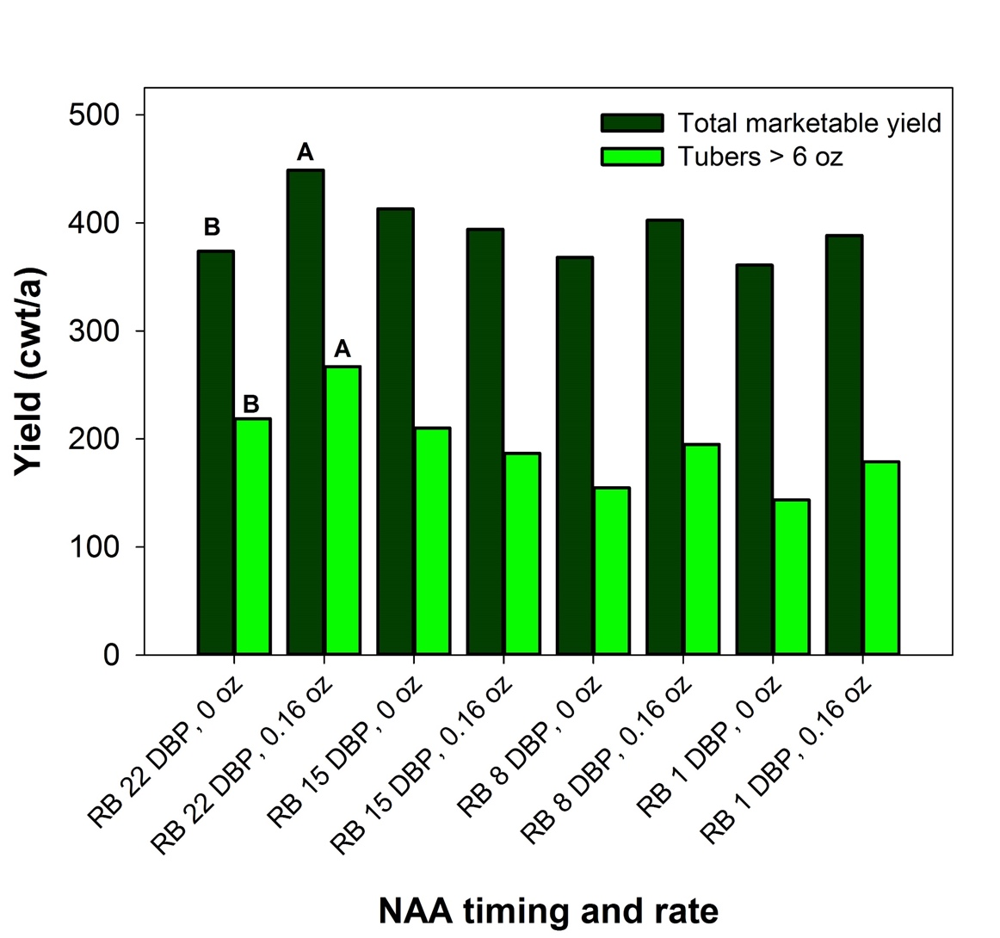 500
400
300
200
100
0
Yield (cwt/a)
Total marketable yield
Tubers > 6 oz
B
B
A
A
RB 22 DBP, 0 oz
RB 22 DBP, 0.16 oz
RB 15 DBP, 0 oz
RB 15 DBP, 0.16 oz
RB 8 DBP, 0 oz
RB 8 DBP, 0.16 oz
RB 1 DBP, 0 oz
RB 1 DBP, 0.16 oz
NAA timing and rate